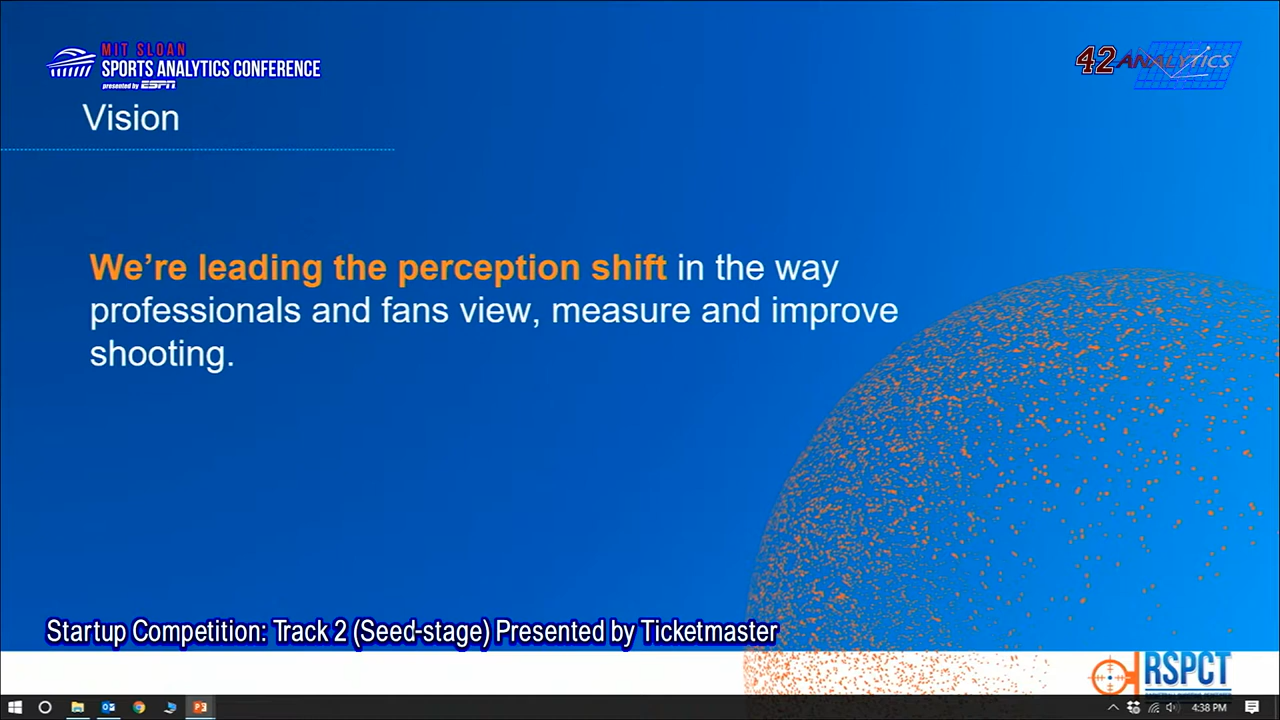 MIT SLOAN
SPORTS ANALYTICS CONFERENCE
presented by ESPN
42 ANALYTICS
Vision
We're leading the perception shift in the way
professionals and fans view, measure and improve
shooting.
Startup Competition: Track 2 (Seed-stage) Presented by Ticketmaster
RSPCT
4:38 PM